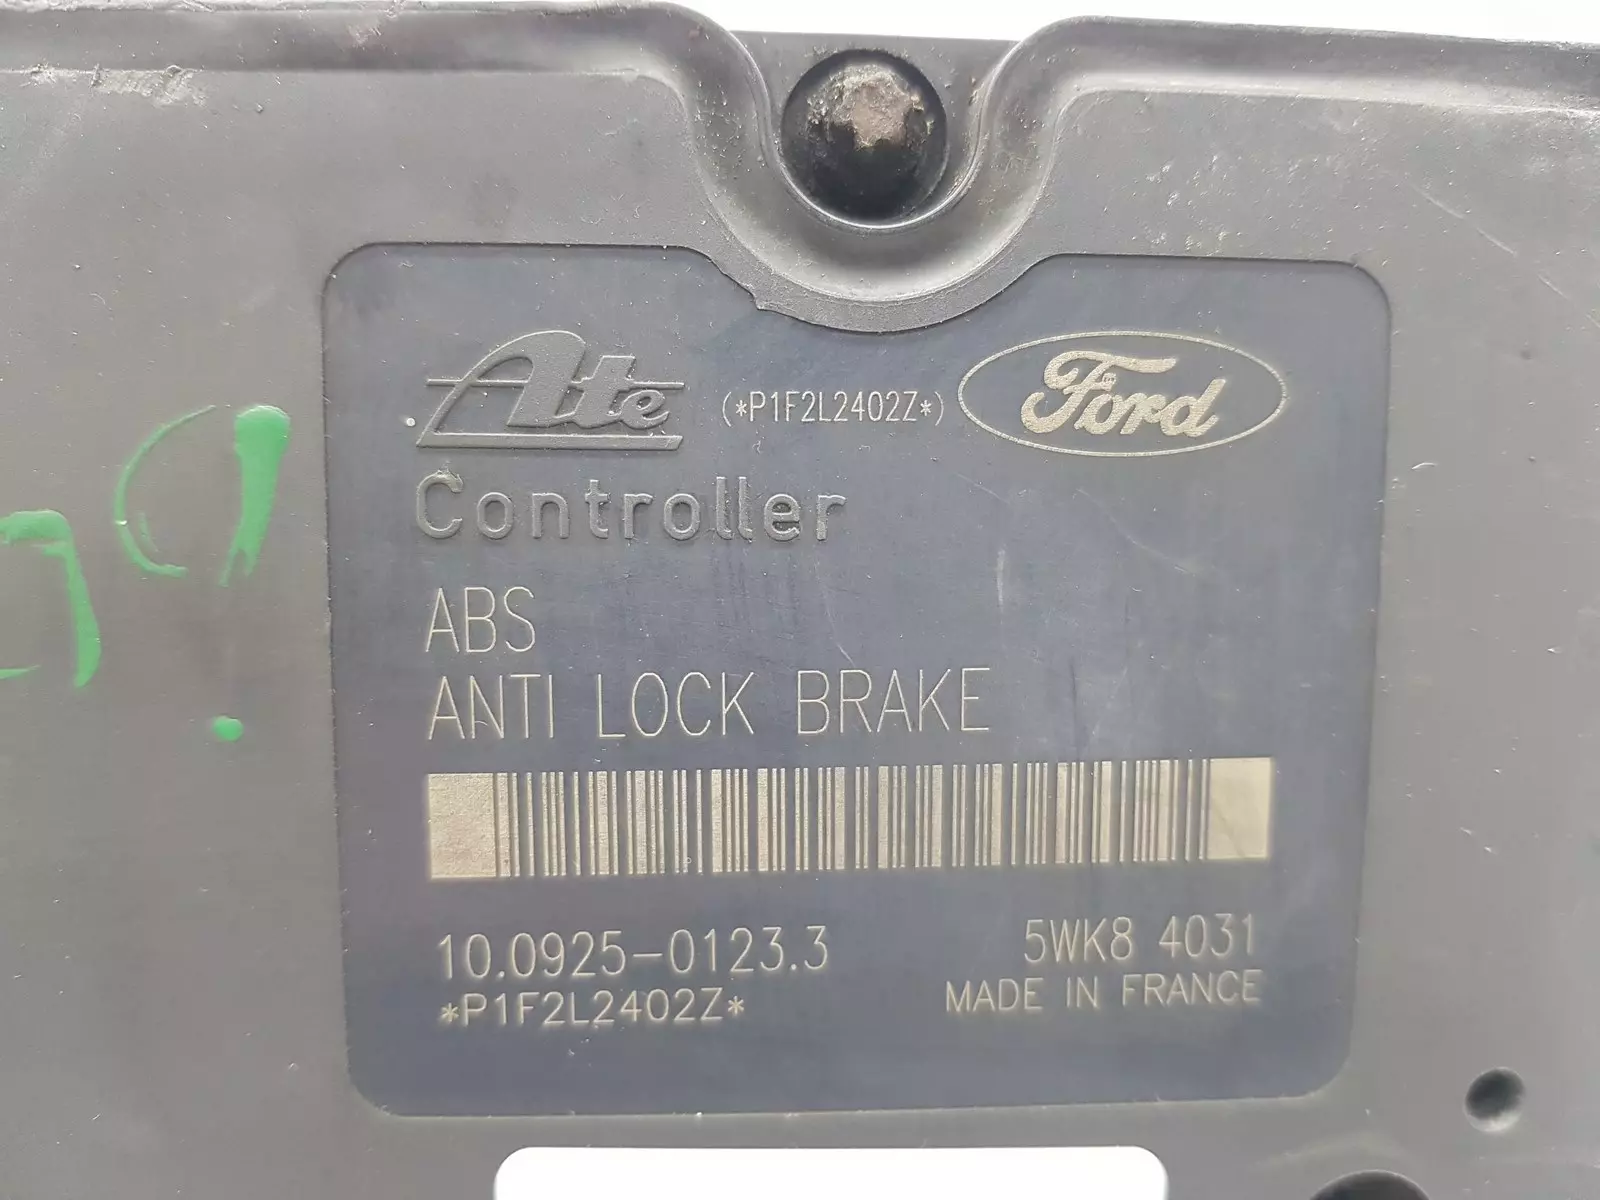 Ate (*P1F2L2402Z*) Ford
Controller
ABS
ANTI LOCK BRAKE
10.0925-0123.3 5WK8 4031
*P1F2L2402Z* MADE IN FRANCE